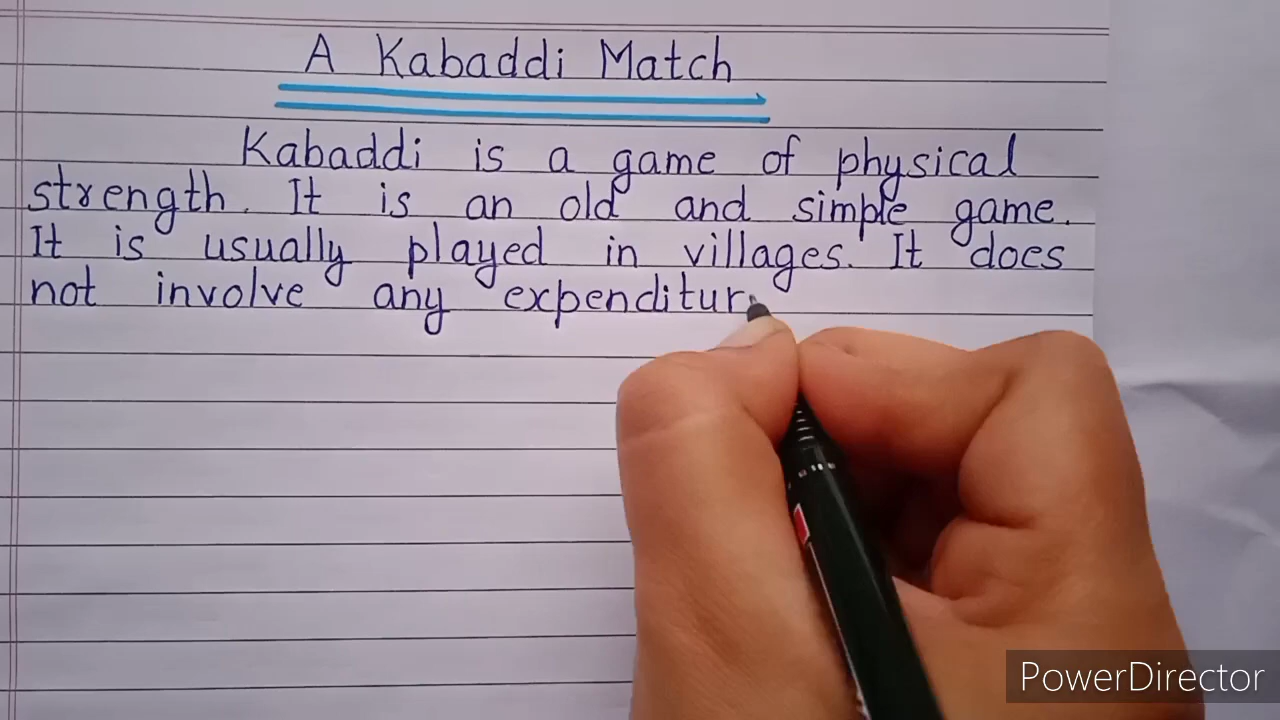 A Kabaddi Match
Kabaddi is a game of physical
strength. It is an old and simple game.
It is usually played in villages. It does
not involve any expenditur
PowerDirector